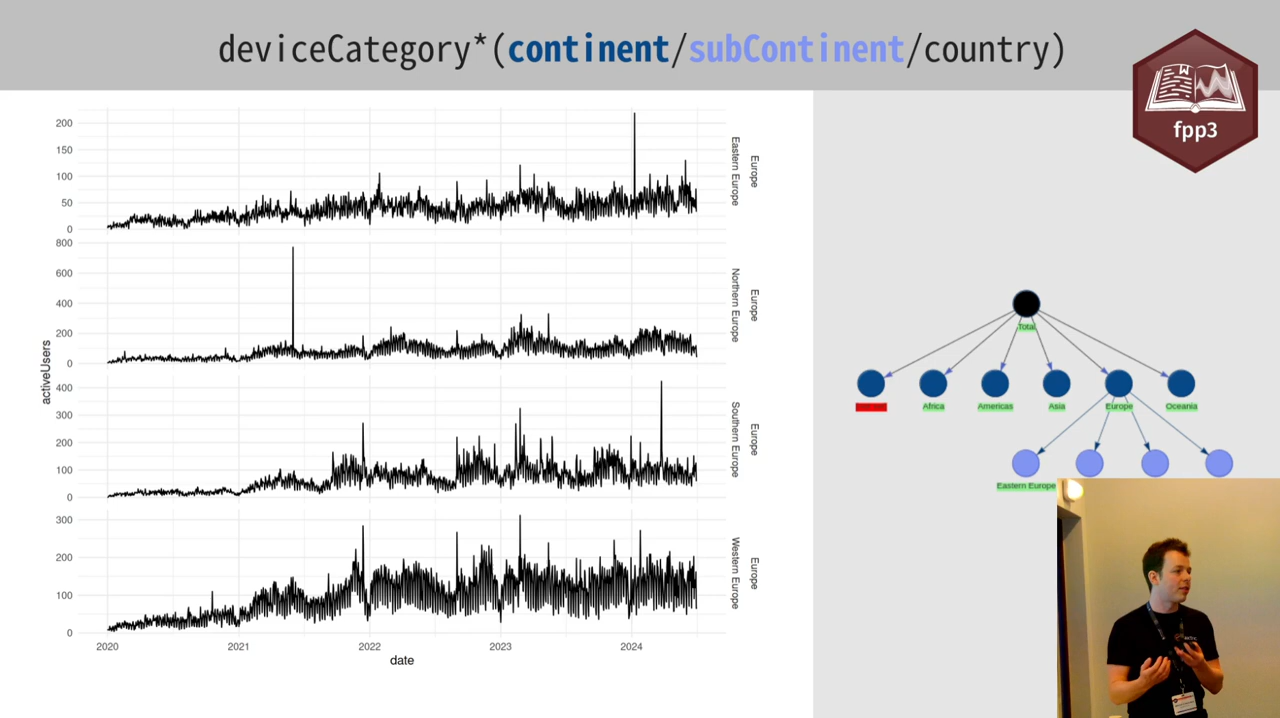 deviceCategory*(continent/subContinent/country)
fpp3
activeUsers
200
150
100
50
0
Eastern Europe
Europe
800
600
400
200
0
Northern Europe
Europe
400
300
200
100
0
Southern Europe
Europe
300
200
100
0
Western Europe
Europe
2020
2021
2022
2023
2024
date
Total
Africa
Americas
Asia
Europe
Oceania
Eastern Europe